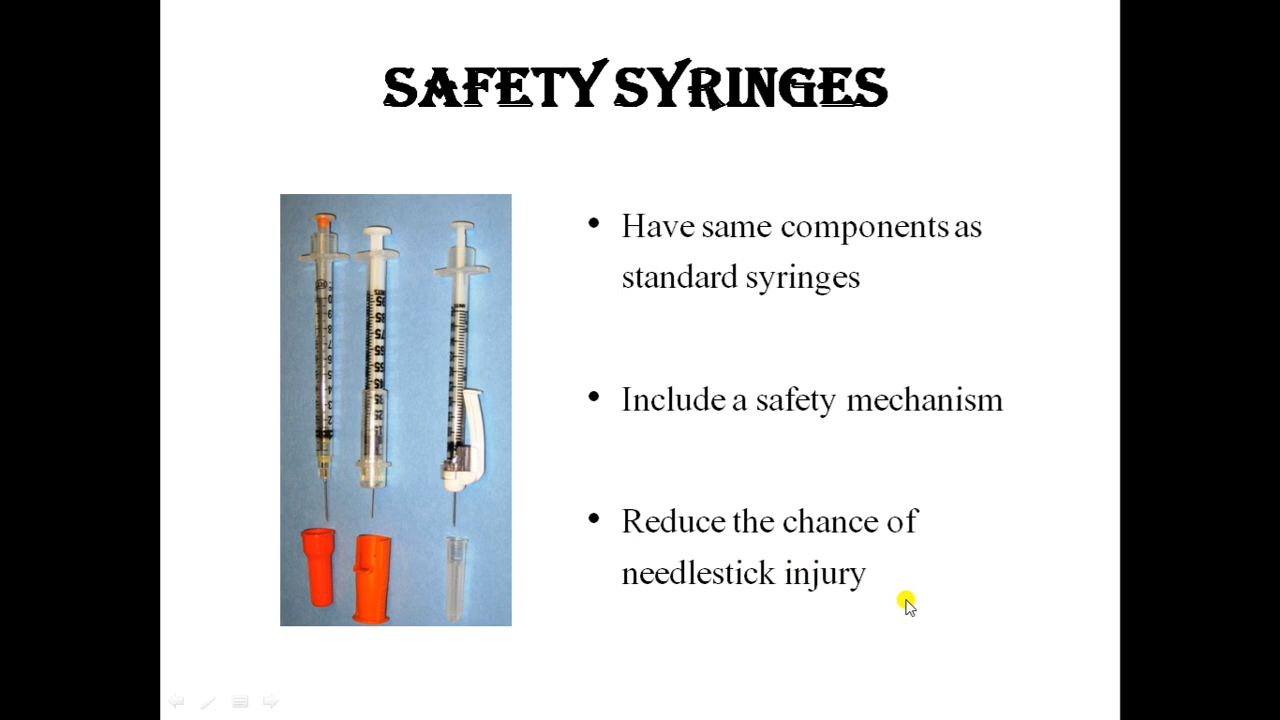 SAFETY SYRINGES
• Have same components as
standard syringes
• Include a safety mechanism
• Reduce the chance of
needlestick injury